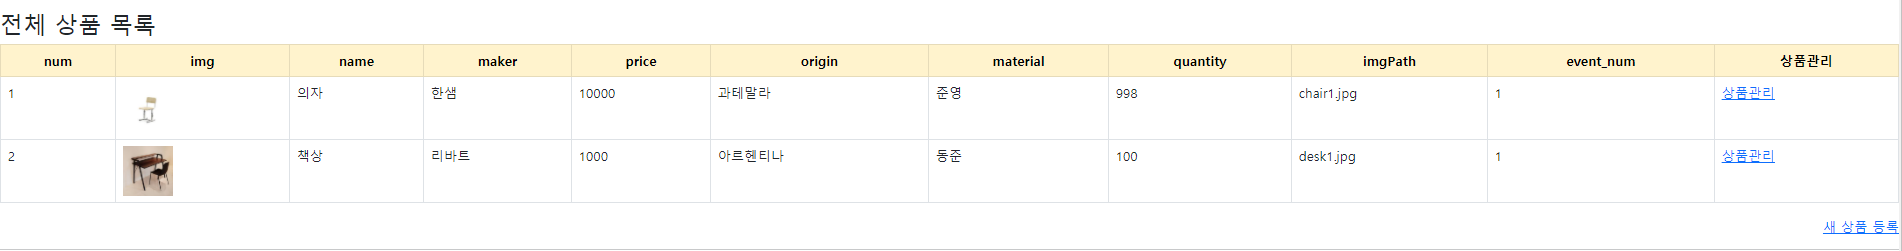 전체 상품 목록
num img name maker price origin material quantity imgPath event_num 상품관리
1 의자 한샘 10000 과테말라 준영 998 chair1.jpg 1 상품관리
2 책상 리바트 1000 아르헨티나 동준 100 desk1.jpg 1 상품관리
새 상품 등록